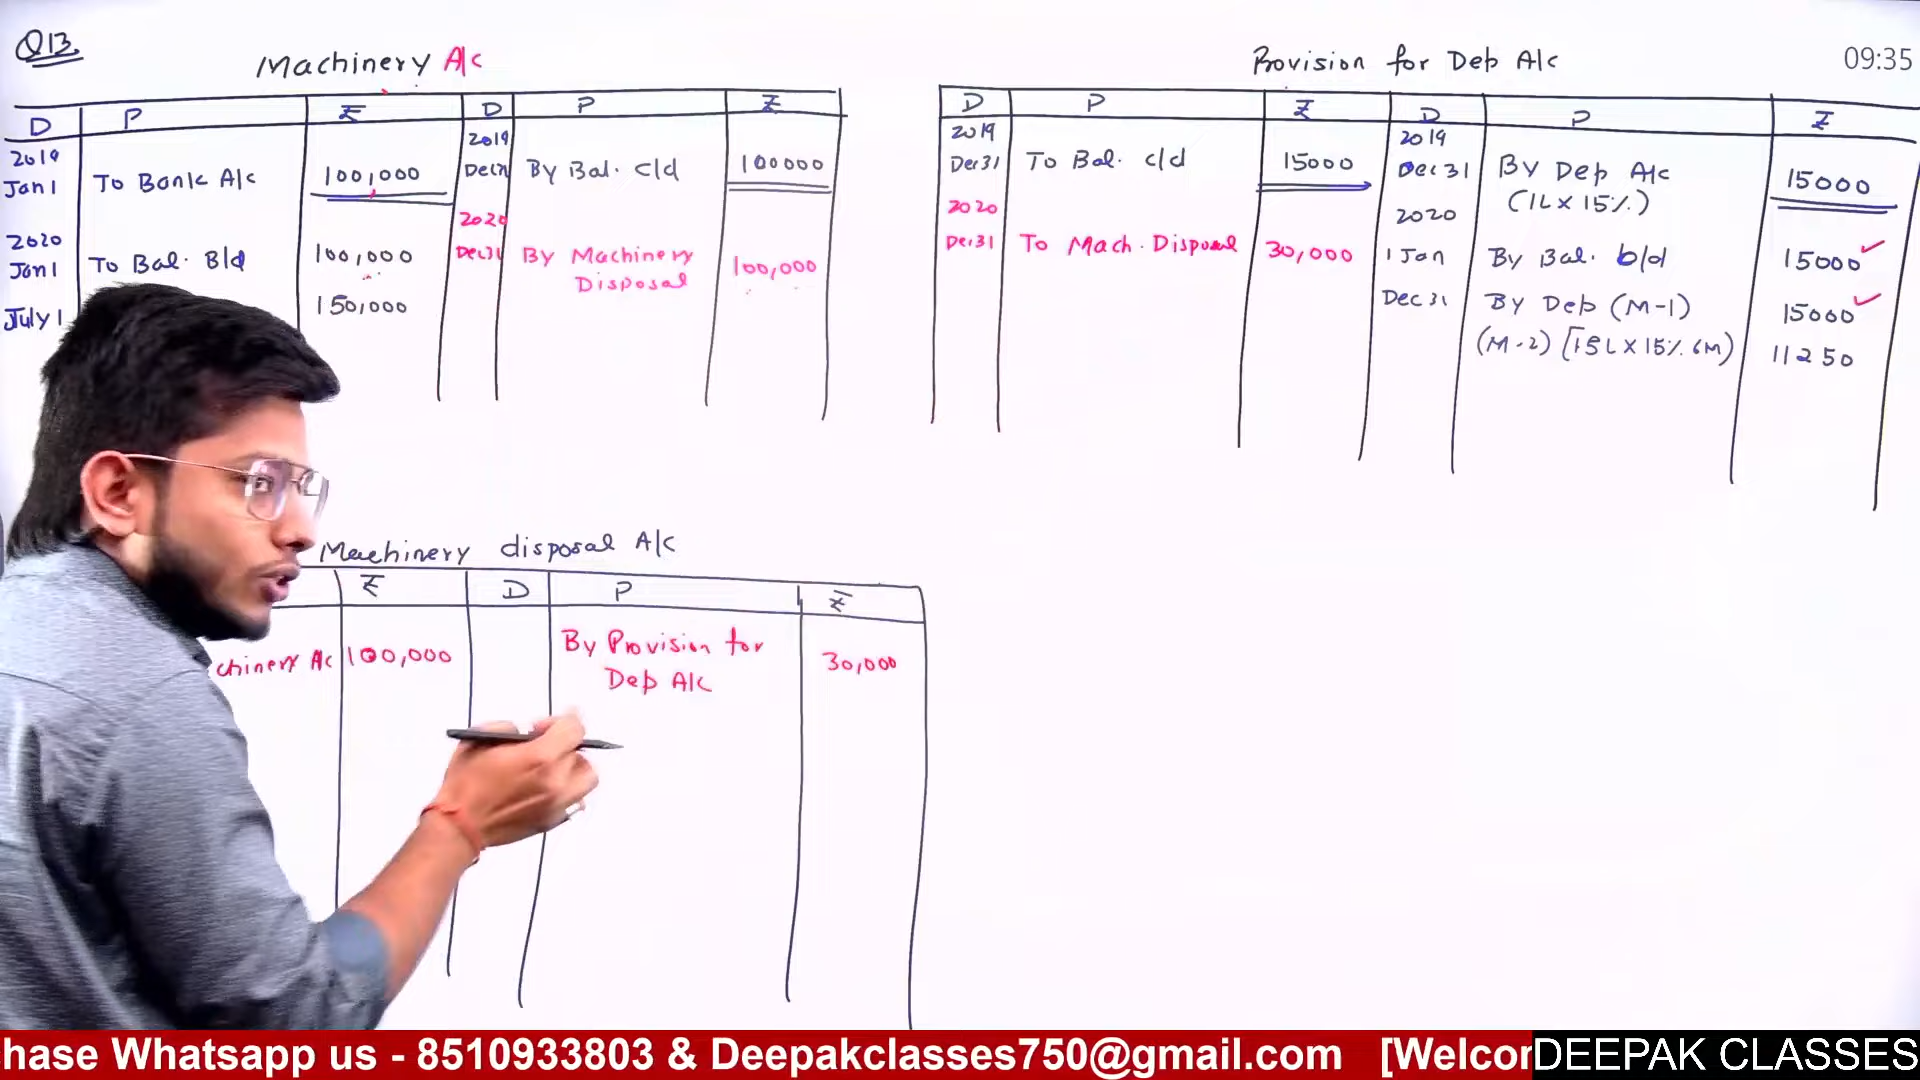 Q13.
Machinery A/c
D P ₹ D P ₹
2019 2019
Jan 1 To Bank A/c 100,000 Dec 31 By Bal. c/d 100000
2020 2020
Jan 1 To Bal. B/d 100,000 Dec 31 By Machinery
Disposal 100,000
July 1 150,000
Provision for Dep A/c
09:35
D P ₹ D P ₹
2019 2019
Dec 31 To Bal. c/d 15000 Dec 31 By Dep A/c 15000
(1L X 15%)
2020 2020
Dec 31 To Mach. Disposal 30,000 1 Jan By Bal. b/d 15000
Dec 31 By Dep (M-1) 15000
(M-2) [1.5L X 15% 6M) 11250
Machinery disposal A/c
₹ D P ₹
chinery Ac 100,000 By Provision for
Dep A/c 30,000
hase Whatsapp us - 8510933803 & Deepakclasses750@gmail.com [Welcor
DEEPAK CLASSES